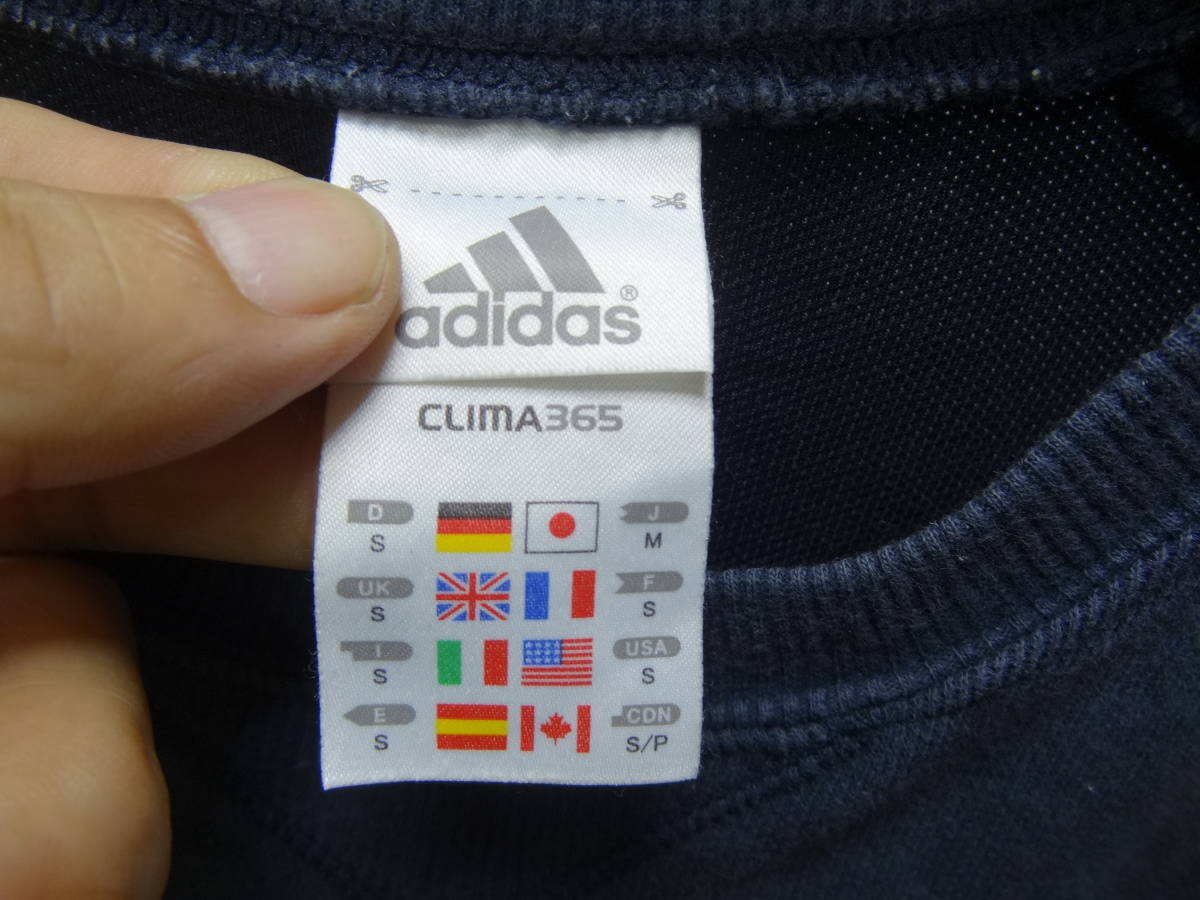 adidas®
CLIMA365
D J
S M
UK F
S S
I USA
S S
E CDN
S S/P